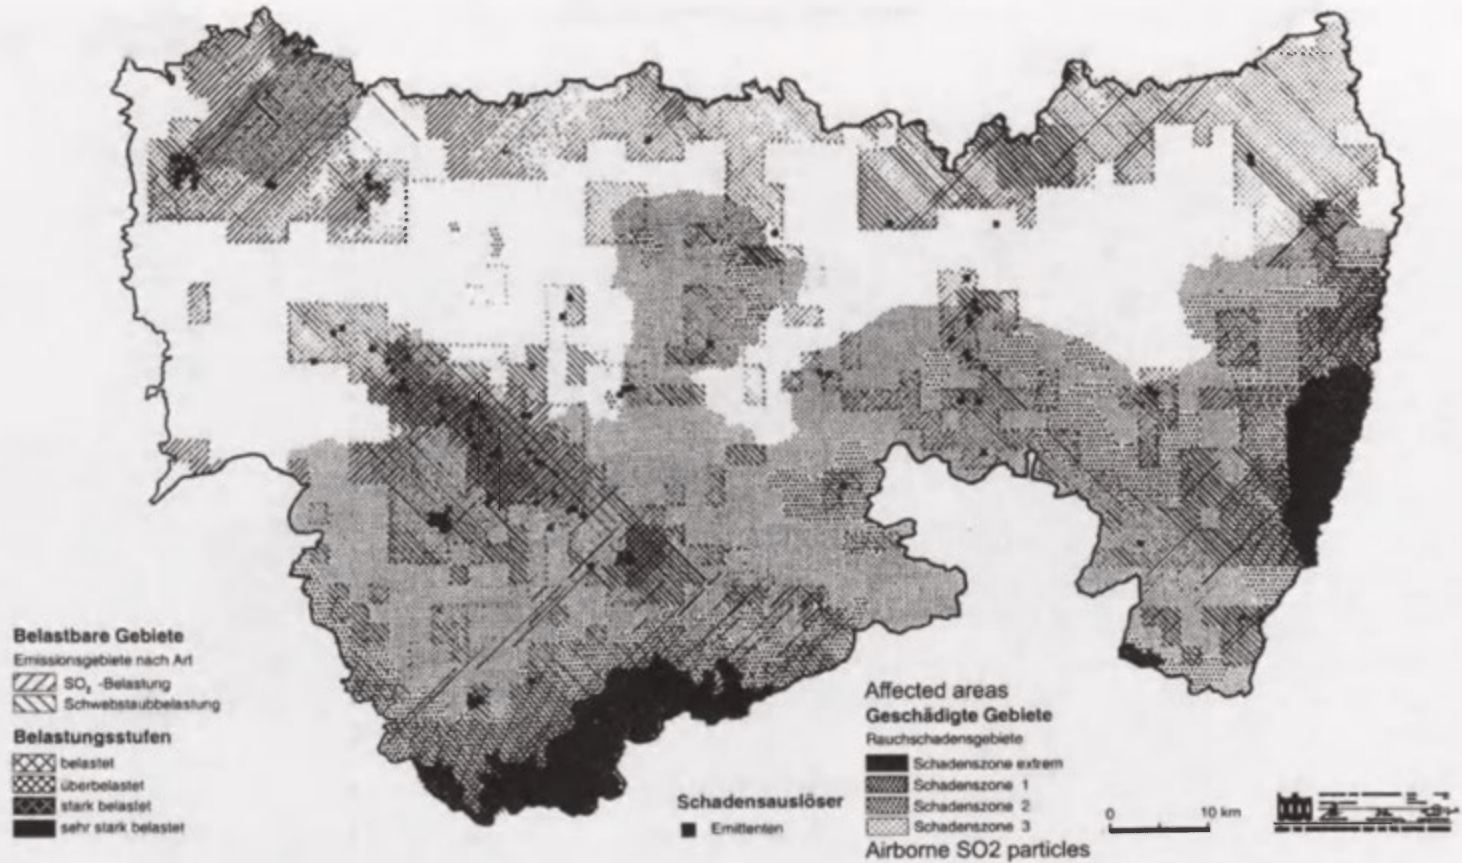 Belastbare Gebiete
Emissionsgebiete nach Art
SO₂ -Belastung
Schwebstaubbelastung
Belastungsstufen
belastet
überbelastet
stark belastet
sehr stark belastet
Schadensauslöser
Emittenten
Affected areas
Geschädigte Gebiete
Rauchschadensgebiete
Schadenszone extrem
Schadenszone 1
Schadenszone 2
Schadenszone 3
Airborne SO2 particles
0 10 km